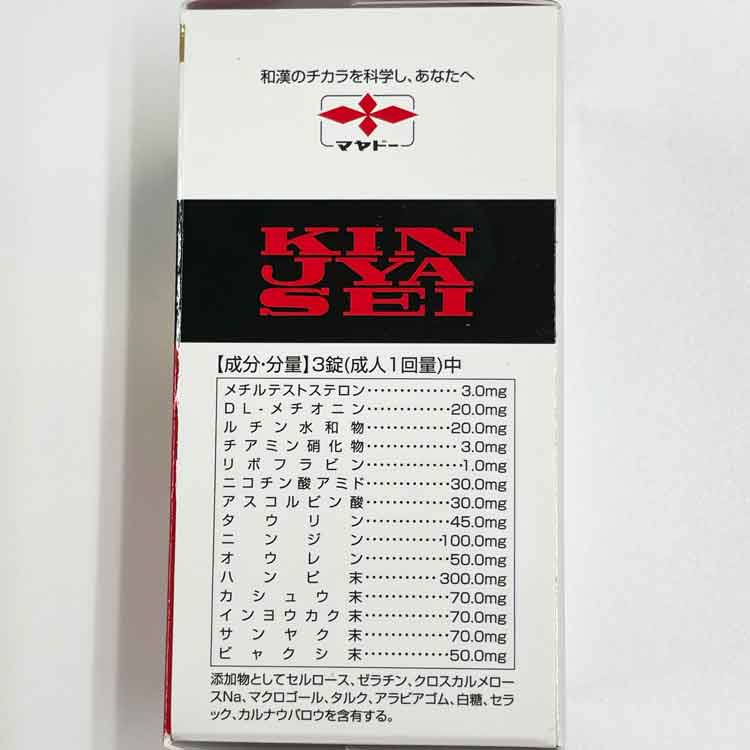 和漢のチカラを科学し、あなたへ
マヤドー
KIN
JYA
SEI
【成分・分量】3錠(成人1回量)中
メチルテストステロン‥‥‥‥‥‥‥3.0mg
DL-メチオニン‥‥‥‥‥‥‥20.0mg
ルチン水和物‥‥‥‥‥‥‥20.0mg
チアミン硝化物‥‥‥‥‥‥‥3.0mg
リボフラビン‥‥‥‥‥‥‥1.0mg
ニコチン酸アミド‥‥‥‥‥‥‥30.0mg
アスコルビン酸‥‥‥‥‥‥‥30.0mg
タウリン‥‥‥‥‥‥‥45.0mg
ニンジン‥‥‥‥‥‥‥100.0mg
オウレン‥‥‥‥‥‥‥50.0mg
ハンピ末‥‥‥‥‥‥300.0mg
カシュウ末‥‥‥‥‥‥‥70.0mg
インヨウカク末‥‥‥‥‥‥‥70.0mg
サンヤク末‥‥‥‥‥‥‥70.0mg
ビャクシ末‥‥‥‥‥‥‥50.0mg
添加物としてセルロース、ゼラチン、クロスカルメロー
スNa、マクロゴール、タルク、アラビアゴム、白糖、セラ
ック、カルナウバロウを含有する。